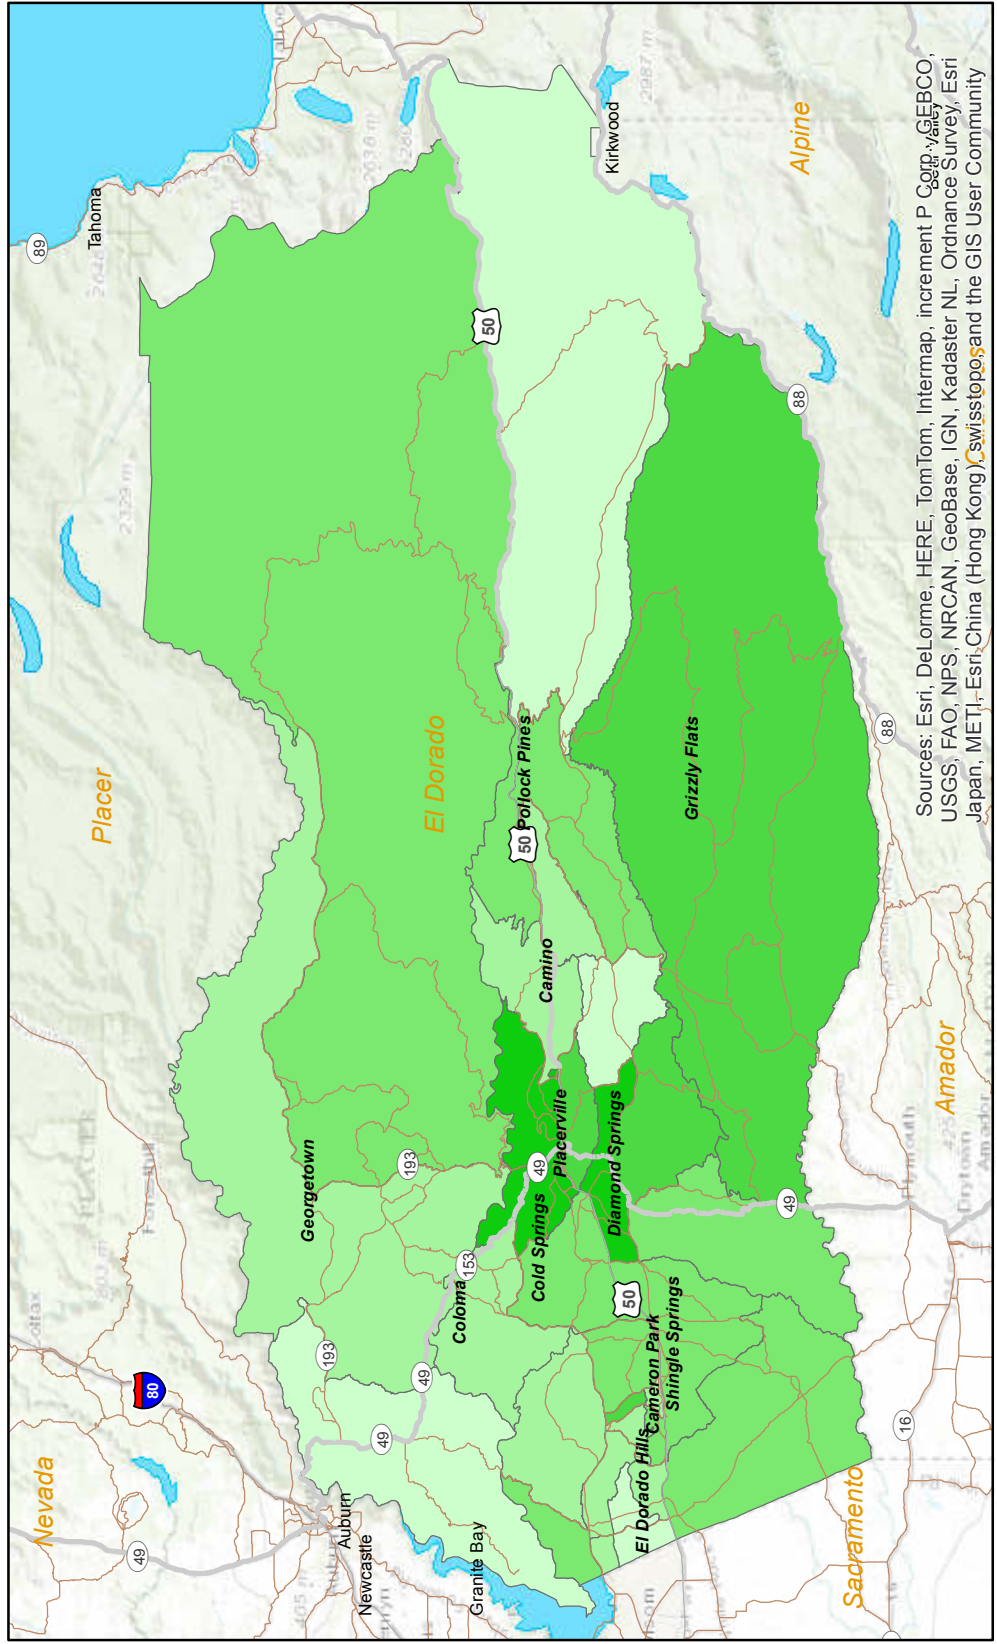 Nevada
Placer
El Dorado
Alpine
Amador
Sacramento
80
49
89
Tahoma
Auburn
Newcastle
Granite Bay
Kirkwood
2329 m
2987 m
Georgetown
193
193
49
49
Coloma
153
Cold Springs
49
Placerville
Diamond Springs
Camino
50
Pollock Pines
50
Grizzly Flats
50
El Dorado Hills
Cameron Park
Shingle Springs
49
88
88
16
Sources: Esri, DeLorme, HERE, TomTom, Intermap, increment P Corp., GEBCO,
USGS, FAO, NPS, NRCAN, GeoBase, IGN, Kadaster NL, Ordnance Survey, Esri
Japan, METI, Esri China (Hong Kong), swisstopo, and the GIS User Community